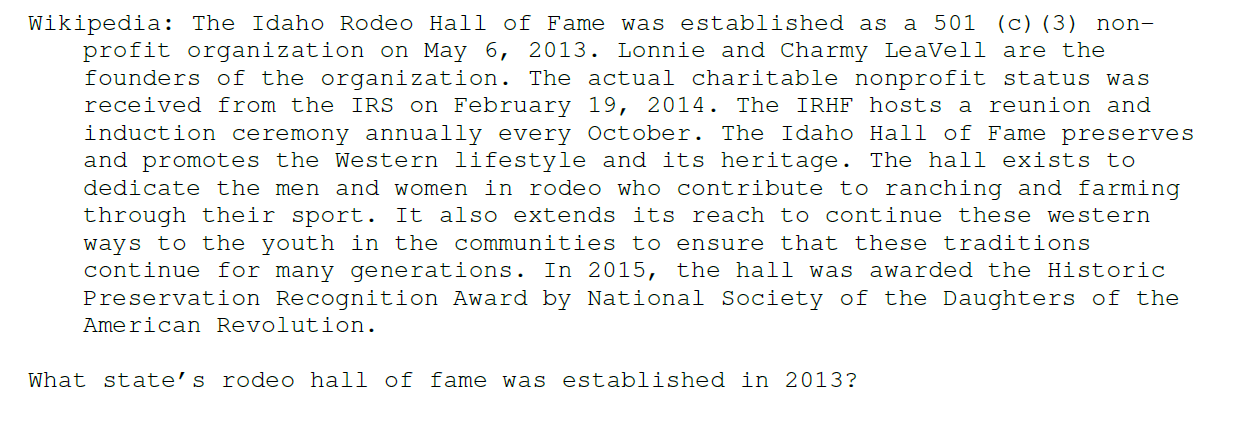 Wikipedia: The Idaho Rodeo Hall of Fame was established as a 501 (c)(3) non-
profit organization on May 6, 2013. Lonnie and Charmy LeaVell are the
founders of the organization. The actual charitable nonprofit status was
received from the IRS on February 19, 2014. The IRHF hosts a reunion and
induction ceremony annually every October. The Idaho Hall of Fame preserves
and promotes the Western lifestyle and its heritage. The hall exists to
dedicate the men and women in rodeo who contribute to ranching and farming
through their sport. It also extends its reach to continue these western
ways to the youth in the communities to ensure that these traditions
continue for many generations. In 2015, the hall was awarded the Historic
Preservation Recognition Award by National Society of the Daughters of the
American Revolution.
What state’s rodeo hall of fame was established in 2013?